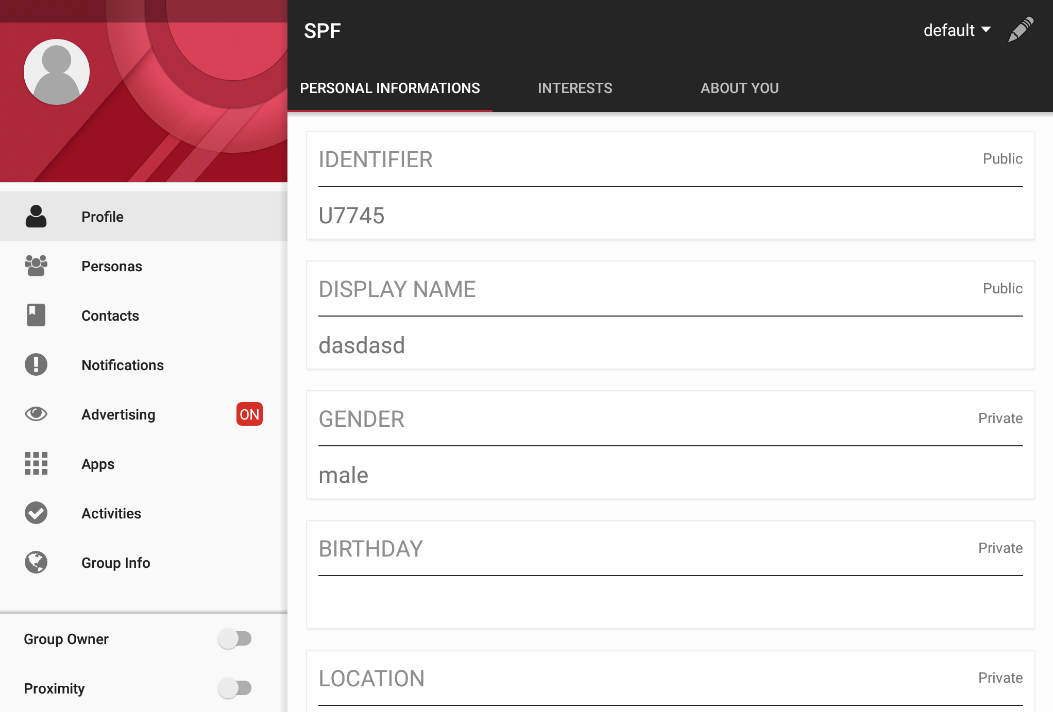 SPF
default
PERSONAL INFORMATIONS
INTERESTS
ABOUT YOU
Profile
Personas
Contacts
Notifications
Advertising
ON
Apps
Activities
Group Info
Group Owner
Proximity
IDENTIFIER
Public
U7745
DISPLAY NAME
Public
dasdasd
GENDER
Private
male
BIRTHDAY
Private
LOCATION
Private